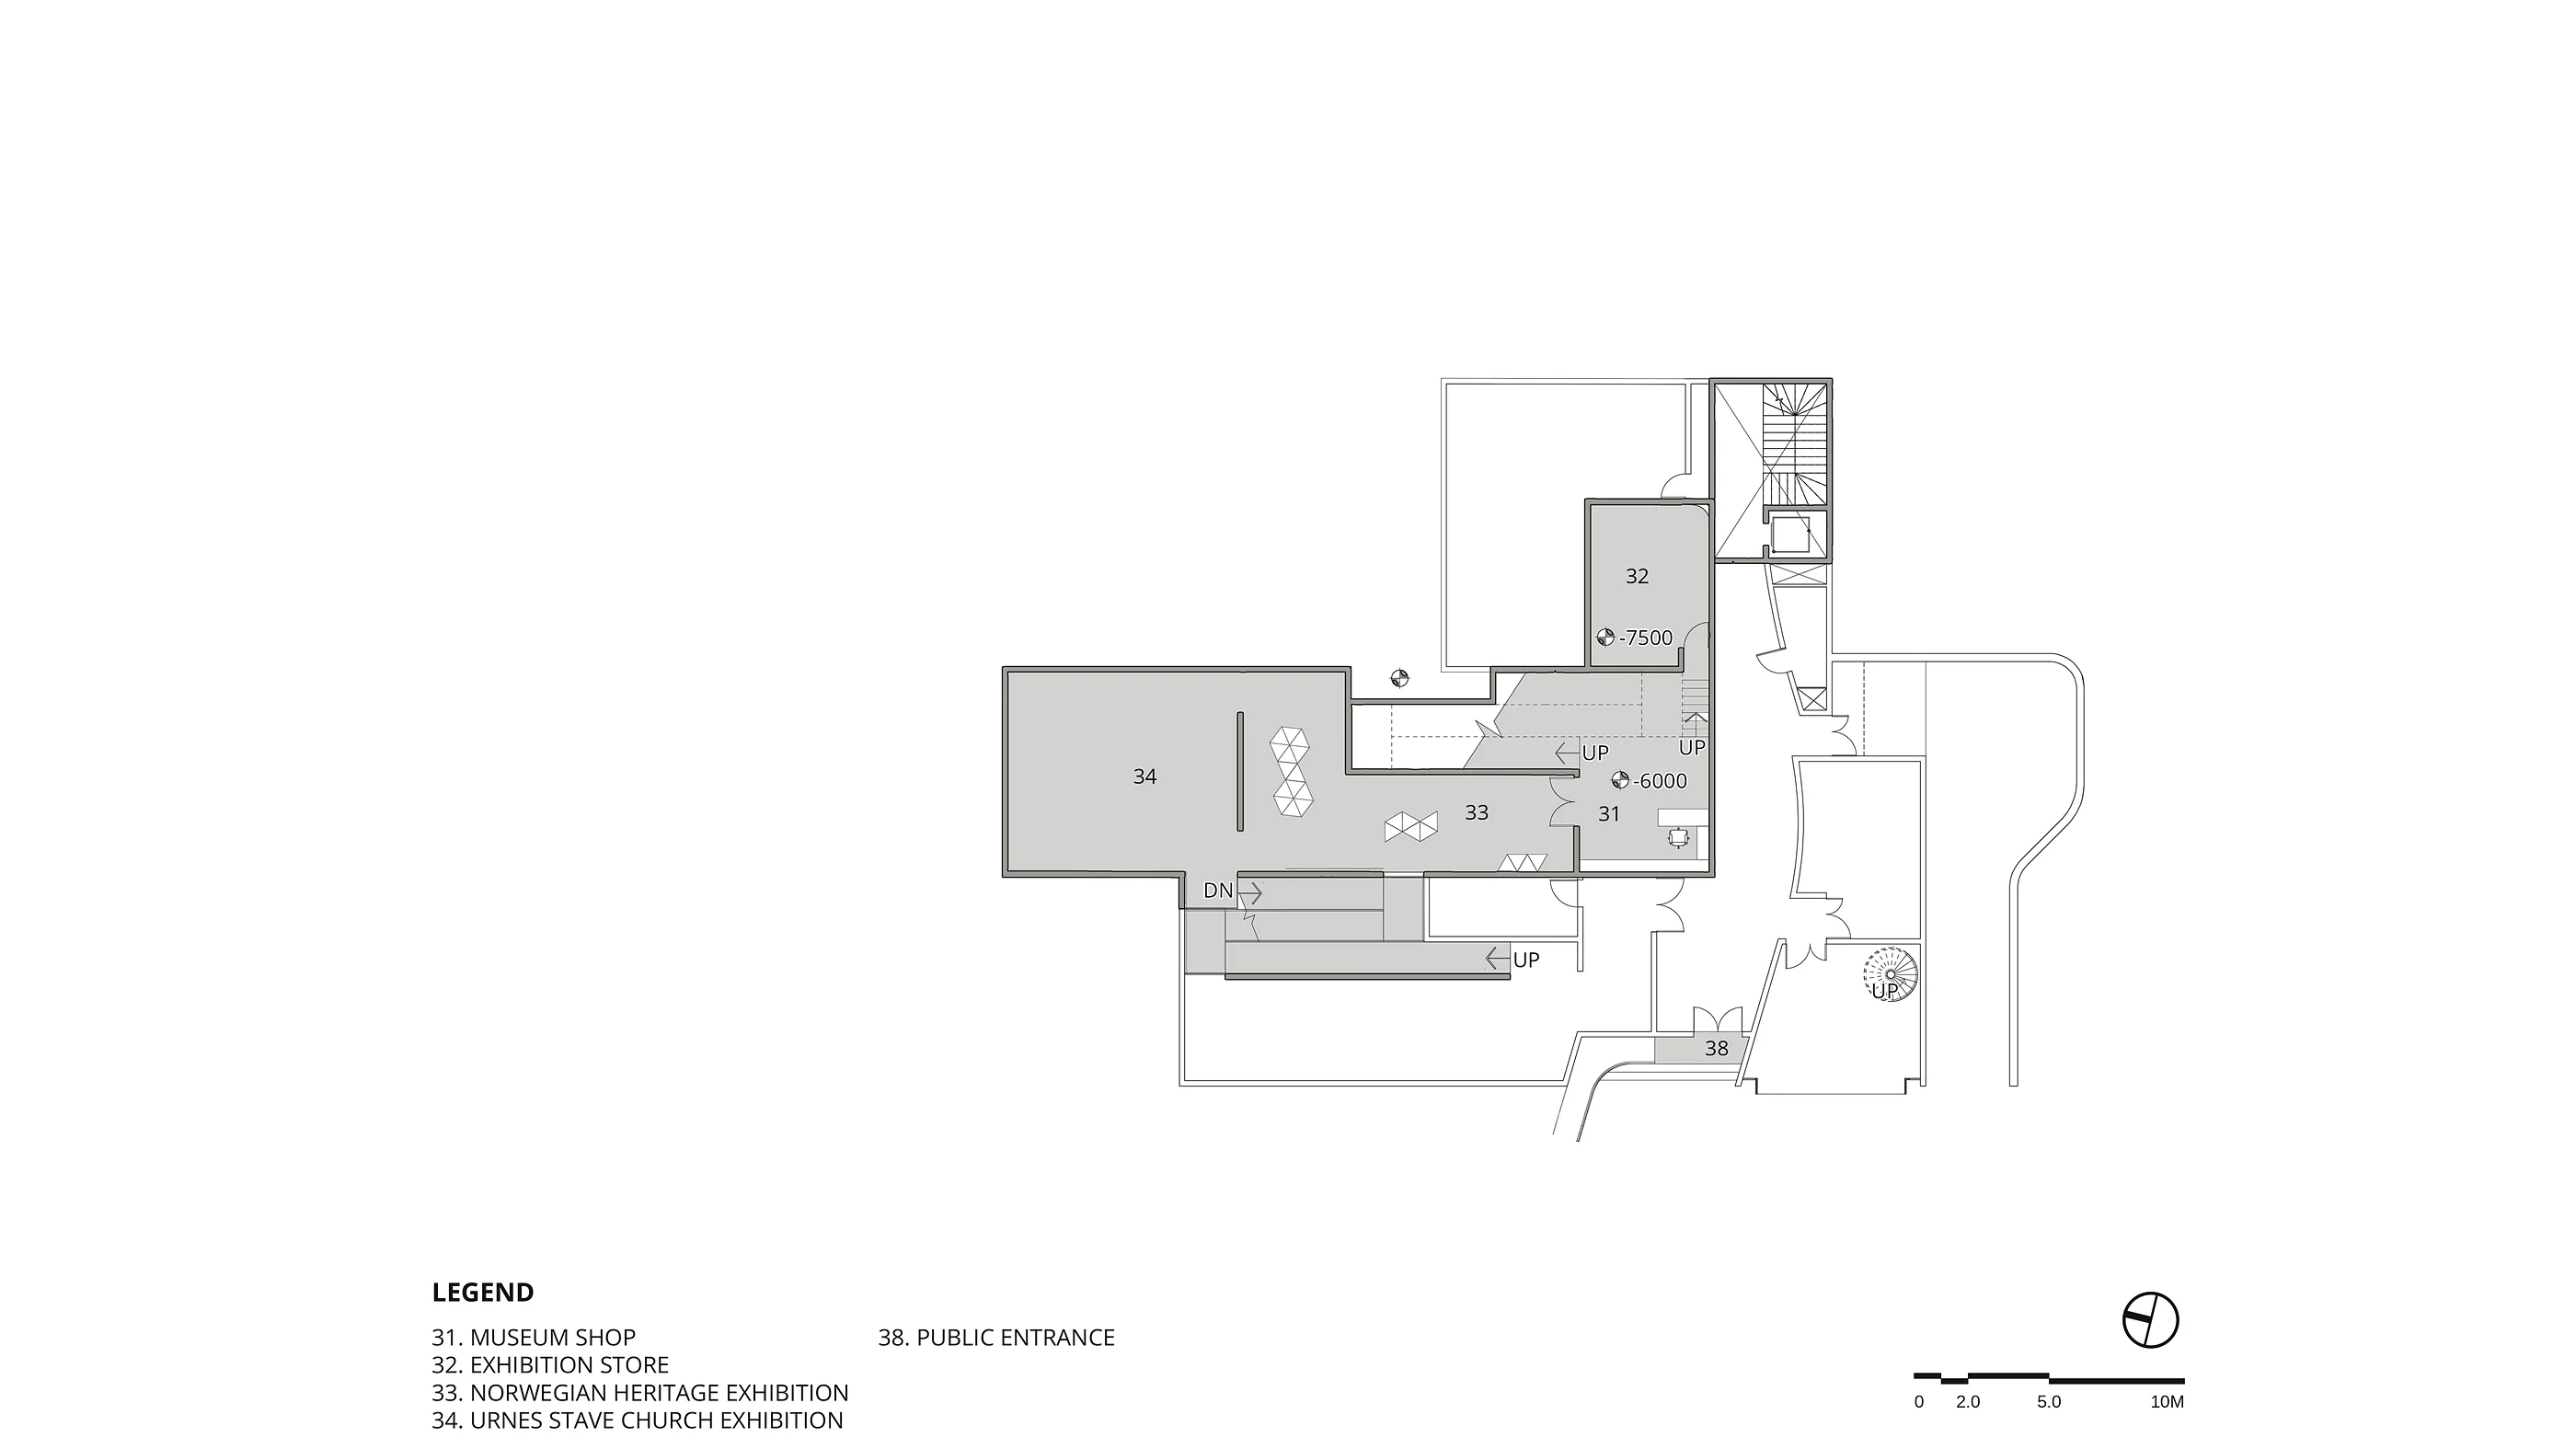 32
-7500
34
UP
UP
-6000
33
31
DN
UP
UP
38
LEGEND
31. MUSEUM SHOP
32. EXHIBITION STORE
33. NORWEGIAN HERITAGE EXHIBITION
34. URNES STAVE CHURCH EXHIBITION
38. PUBLIC ENTRANCE
0 2.0 5.0 10M